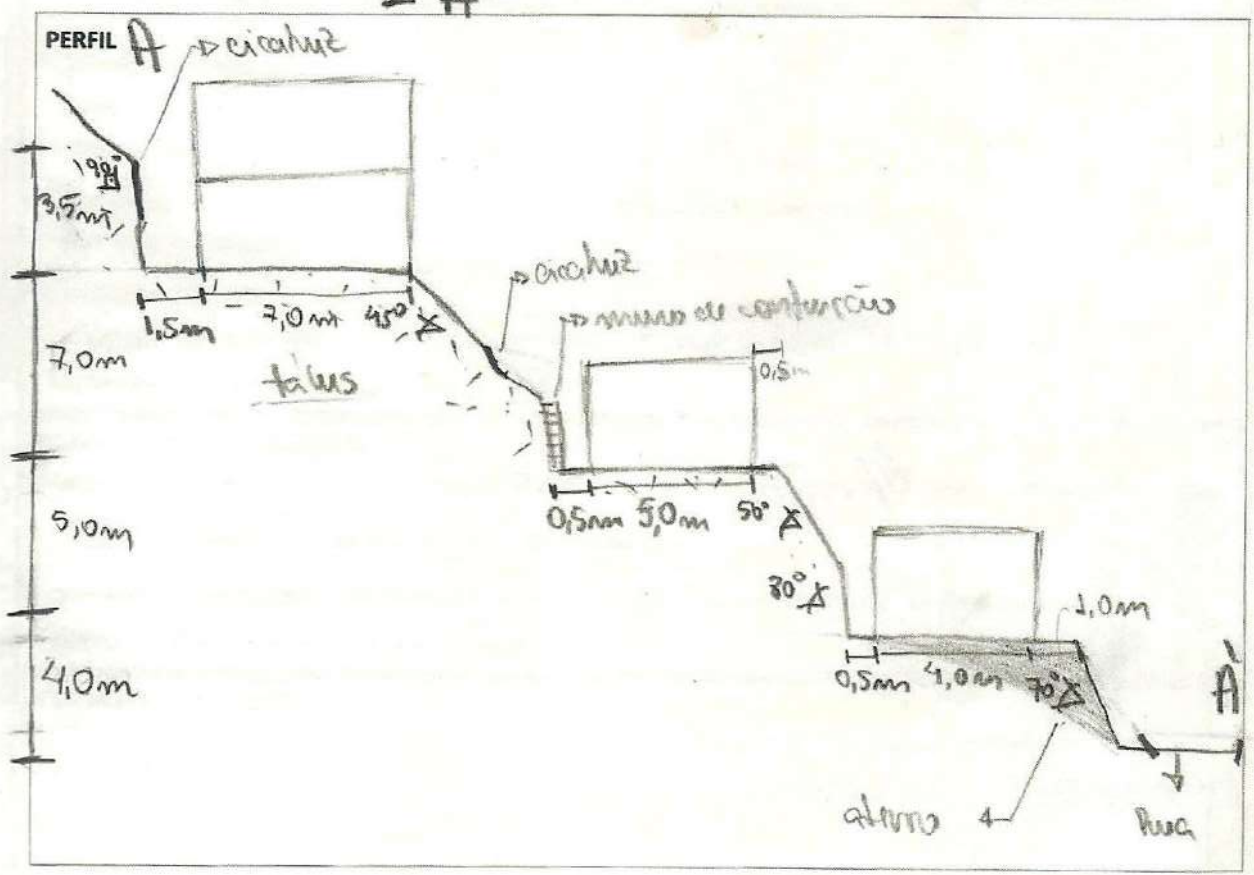 PERFIL A
cicatriz
90°
3,5m
1,5m
7,0m
45°
7,0m
tálus
cicatriz
muro de contenção
0,5m
0,5m
5,0m
50°
5,0m
80°
1,0m
0,5m
4,0m
70°
4,0m
A'
aterro
Rua